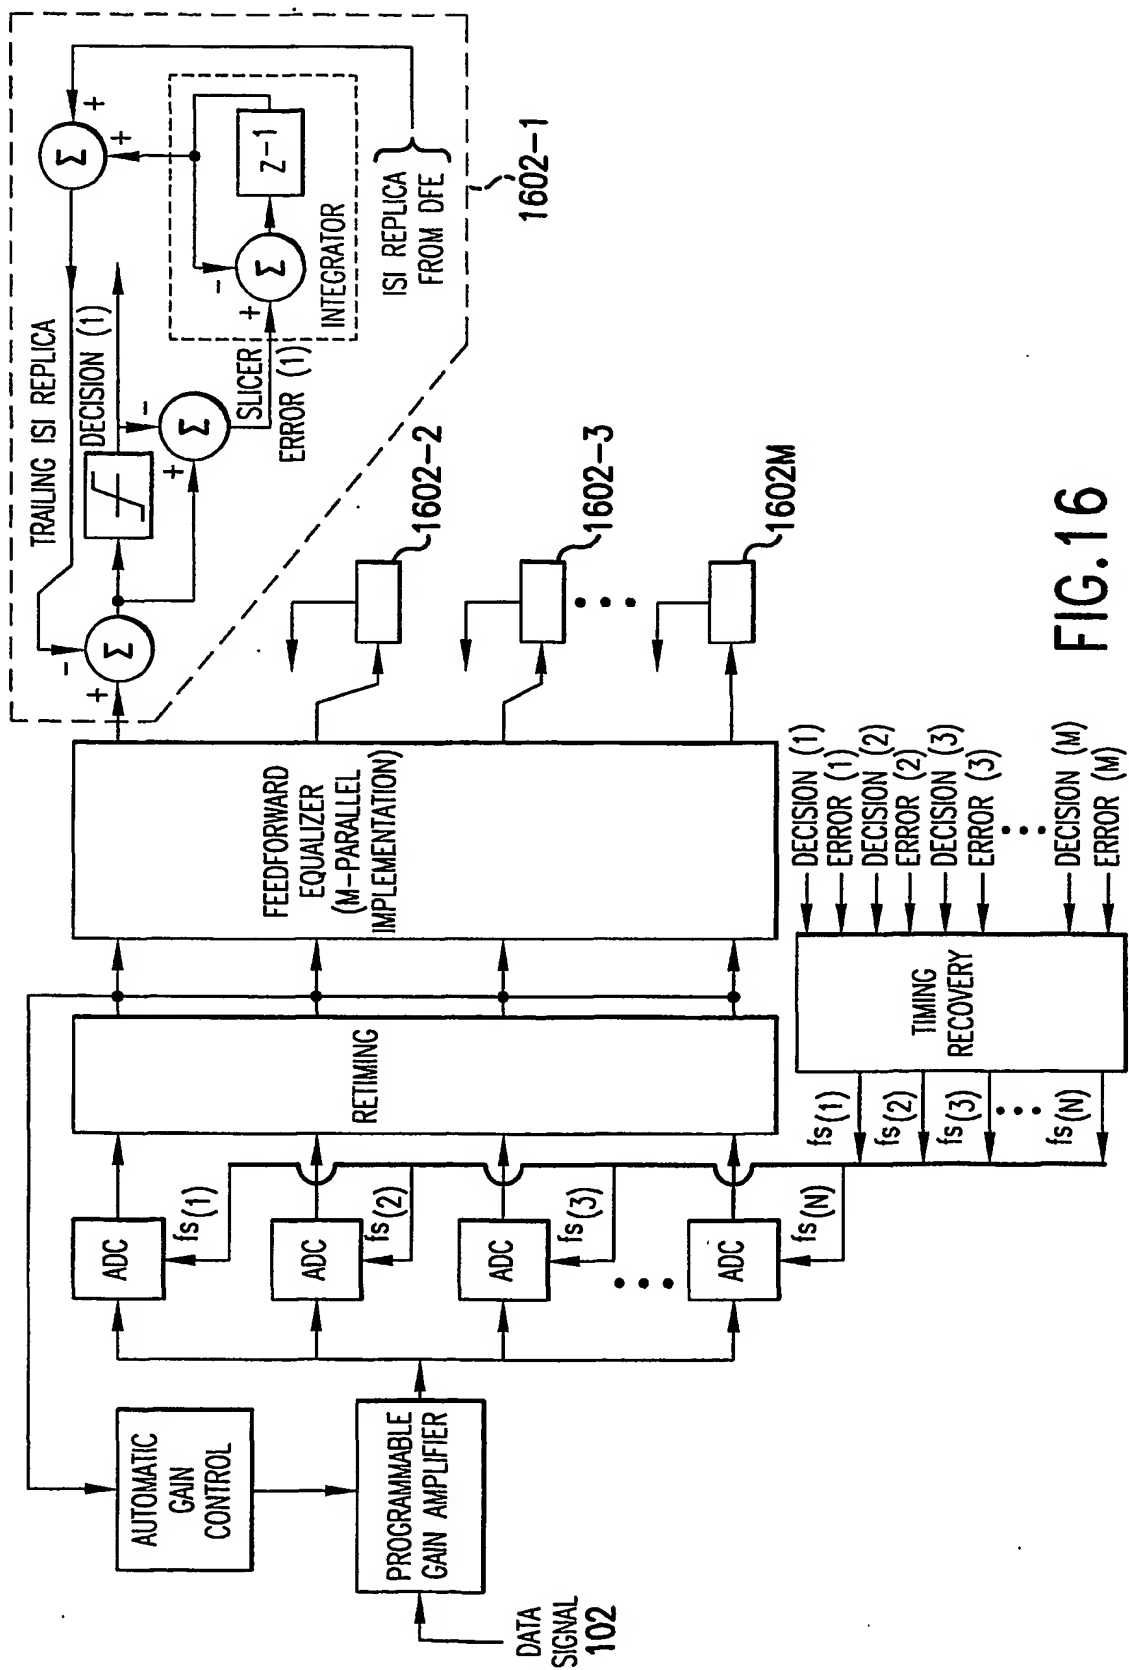 TRAILING ISI REPLICA
DECISION (1)
+
-
Σ
+
-
Σ
SLICER
ERROR (1)
+
-
Σ
Z-1
INTEGRATOR
+
+
Σ
ISI REPLICA
FROM DFE
1602-1
1602-2
1602-3
1602M
FEEDFORWARD
EQUALIZER
(M-PARALLEL
IMPLEMENTATION)
RETIMING
ADC
fs(1)
ADC
fs(2)
ADC
fs(3)
ADC
fs(N)
AUTOMATIC
GAIN
CONTROL
PROGRAMMABLE
GAIN AMPLIFIER
DATA
SIGNAL
102
TIMING
RECOVERY
fs(1)
fs(2)
fs(3)
fs(N)
DECISION (1)
ERROR (1)
DECISION (2)
ERROR (2)
DECISION (3)
ERROR (3)
DECISION (M)
ERROR (M)
FIG.16